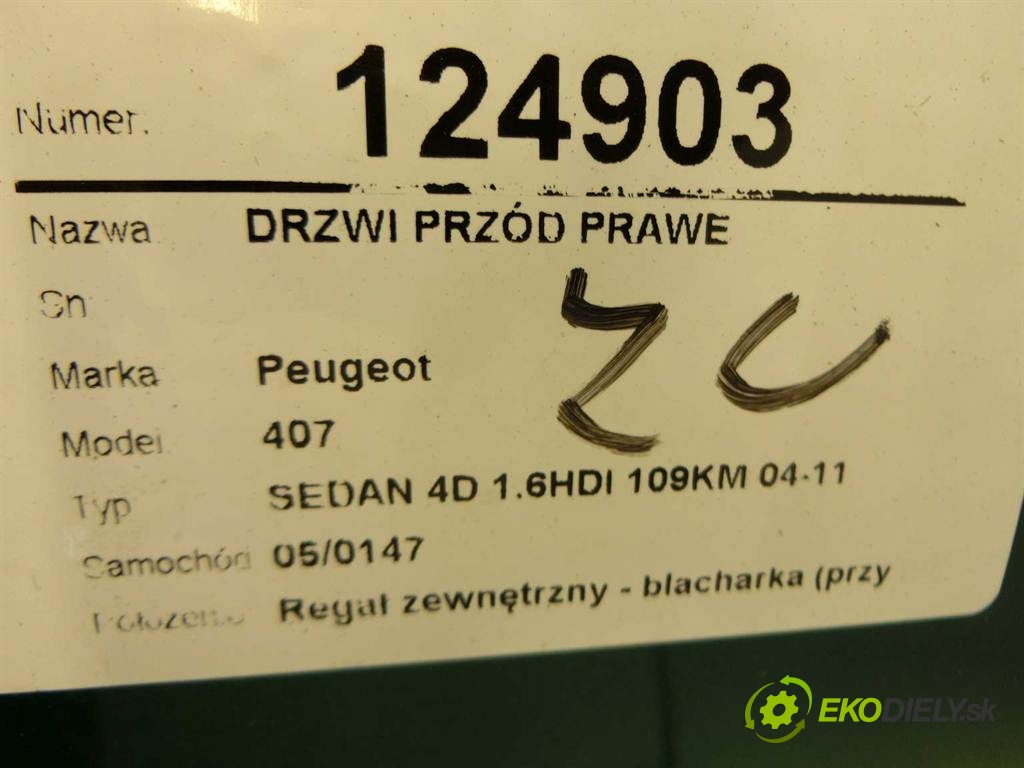 Numer. 124903
Nazwa DRZWI PRZÓD PRAWE
Sn
Marka Peugeot
Model 407
Typ SEDAN 4D 1.6HDI 109KM 04-11
Samochód 05/0147
Położenie Regał zewnętrzny - blacharka (przy
EKODIELY.sk